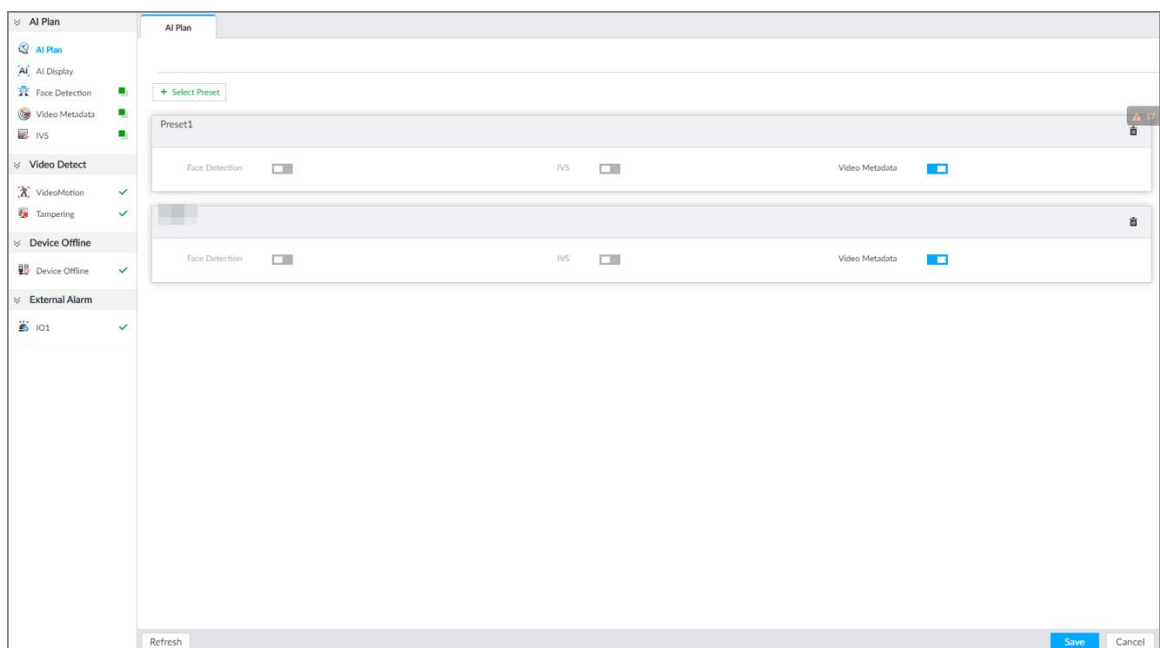 AI Plan
AI Plan
AI Plan
AI AI Display
+ Select Preset
Face Detection
Video Metadata
17
Preset1
IVS
Video Detect
Face Detection
IVS
Video Metadata
VideoMotion
Tampering
Device Offline
Face Detection
IVS
Video Metadata
Device Offline
External Alarm
IO1
Refresh
Save
Cancel